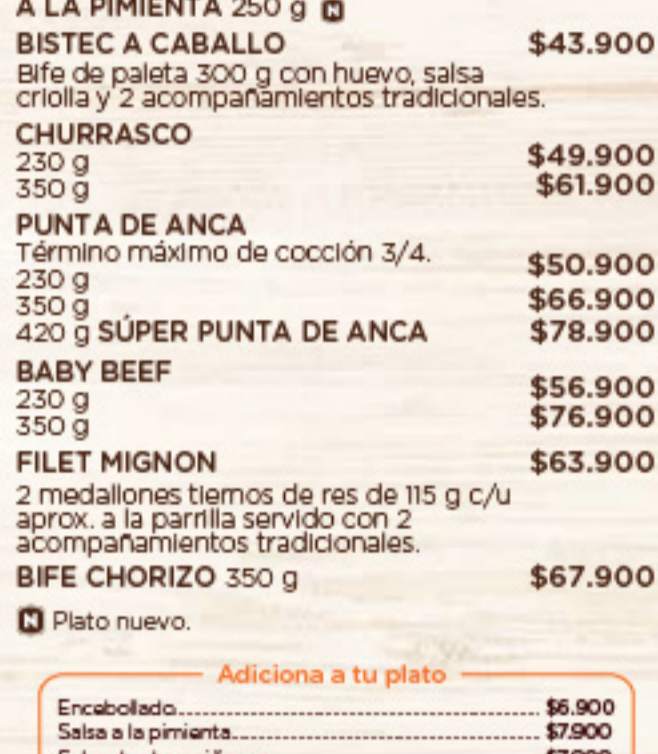 A LA PIMIENTA 250 g N
BISTEC A CABALLO $43.900
Bife de paleta 300 g con huevo, salsa
criolla y 2 acompañamientos tradicionales.
CHURRASCO
230 g $49.900
350 g $61.900
PUNTA DE ANCA
Término máximo de cocción 3/4.
230 g $50.900
350 g $66.900
420 g SÚPER PUNTA DE ANCA $78.900
BABY BEEF
230 g $56.900
350 g $76.900
FILET MIGNON $63.900
2 medallones tiernos de res de 115 g c/u
aprox. a la parrilla servido con 2
acompañamientos tradicionales.
BIFE CHORIZO 350 g $67.900
N Plato nuevo.
Adiciona a tu plato
Encebollado........ $6.900
Salsa a la pimienta........ $7.900